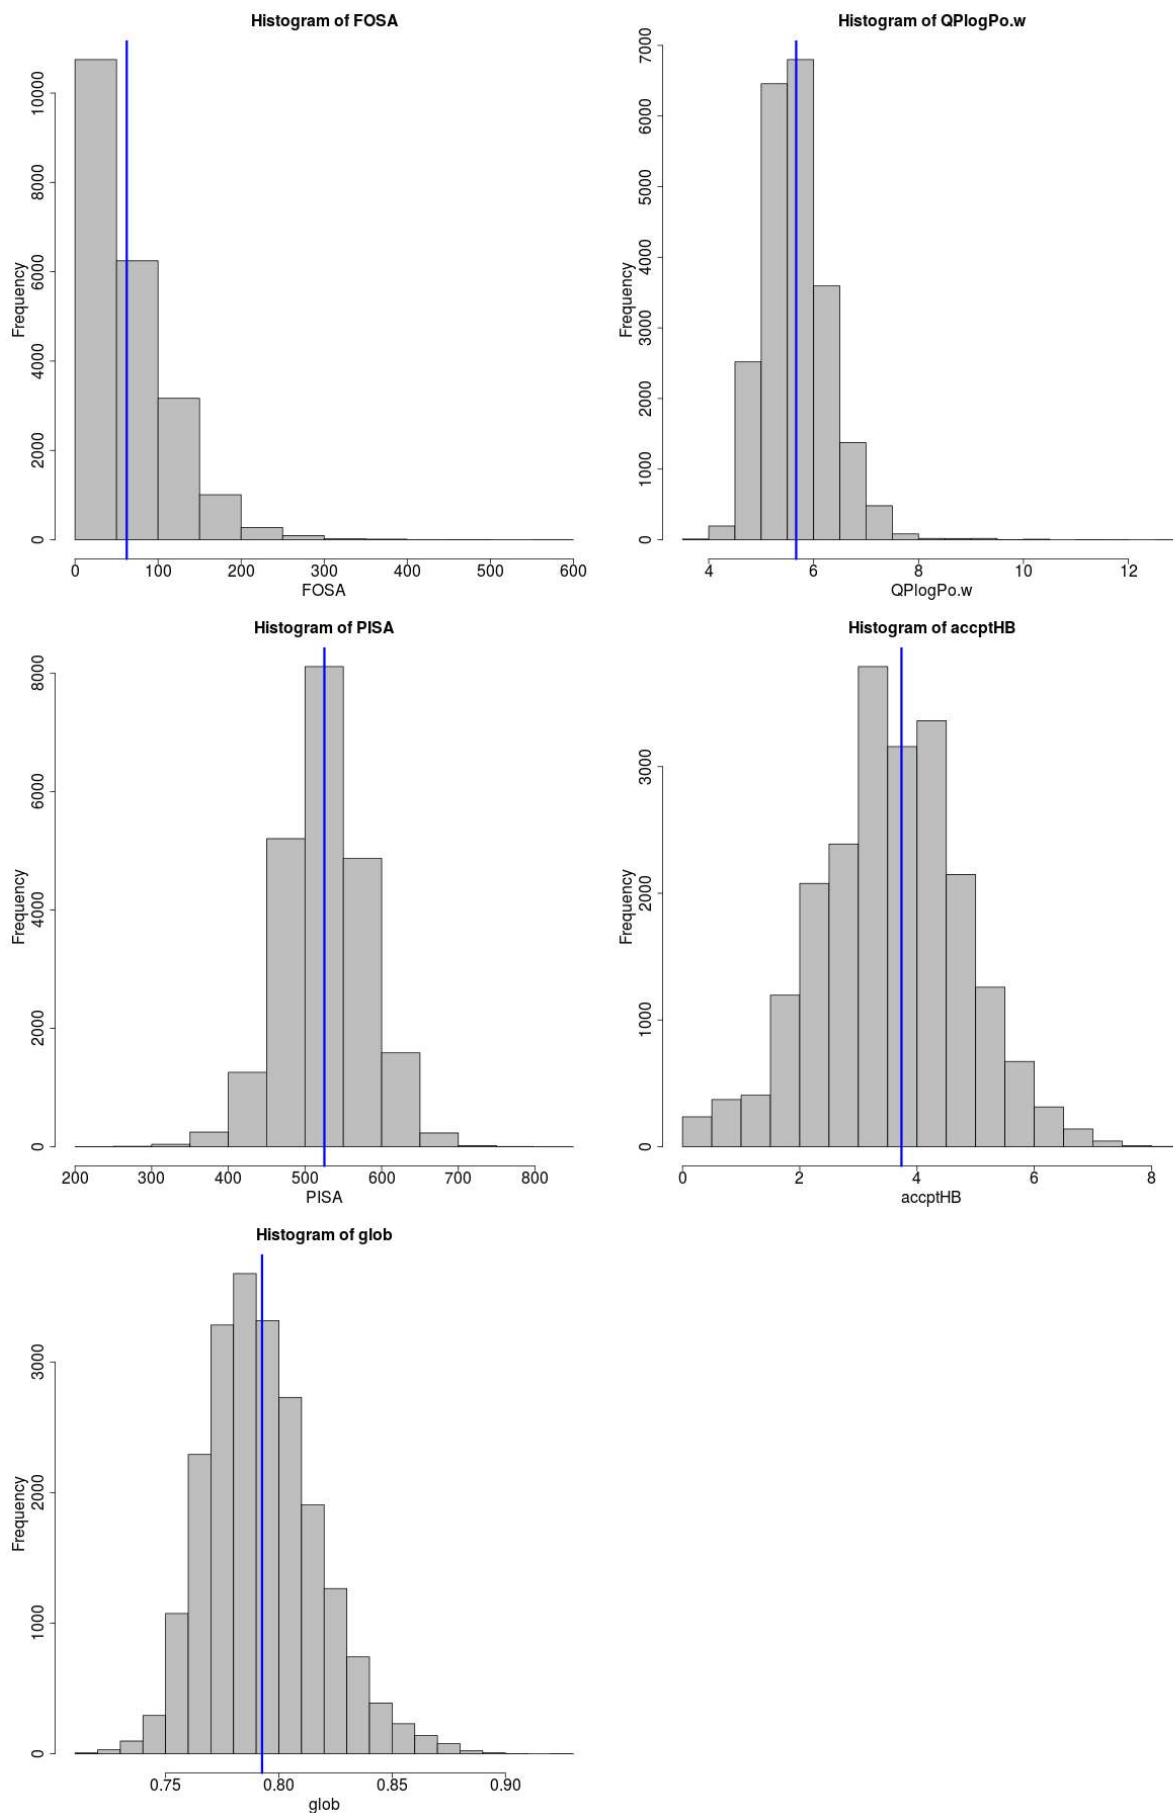 Histogram of FOSA
Frequency
0 2000 4000 6000 8000 10000
0 100 200 300 400 500 600
FOSA
Histogram of QPlogPo.w
Frequency
0 1000 2000 3000 4000 5000 6000 7000
4 6 8 10 12
QPlogPo.w
Histogram of PISA
Frequency
0 2000 4000 6000 8000
200 300 400 500 600 700 800
PISA
Histogram of accptHB
Frequency
0 1000 2000 3000
0 2 4 6 8
accptHB
Histogram of glob
Frequency
0 1000 2000 3000
0.75 0.80 0.85 0.90
glob